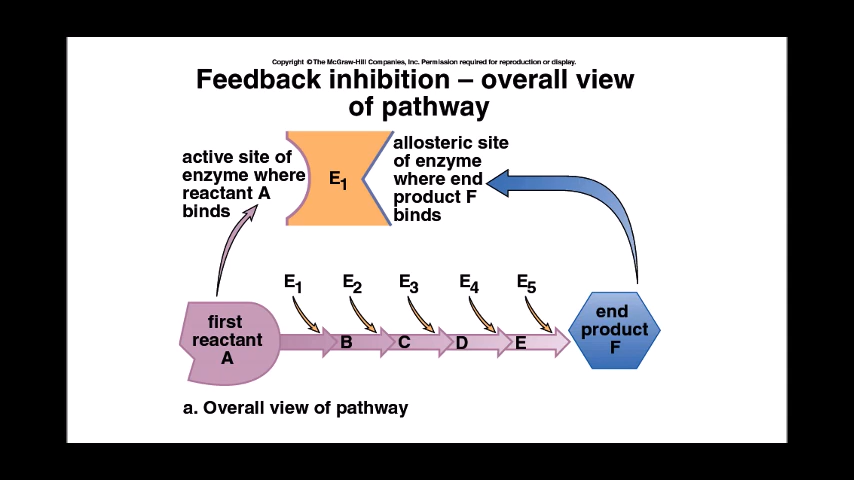 Copyright © The McGraw-Hill Companies, Inc. Permission required for reproduction or display.
Feedback inhibition – overall view
of pathway
active site of
enzyme where
reactant A
binds
E1
allosteric site
of enzyme
where end
product F
binds
E1
E2
E3
E4
E5
first
reactant
A
B
C
D
E
end
product
F
a. Overall view of pathway